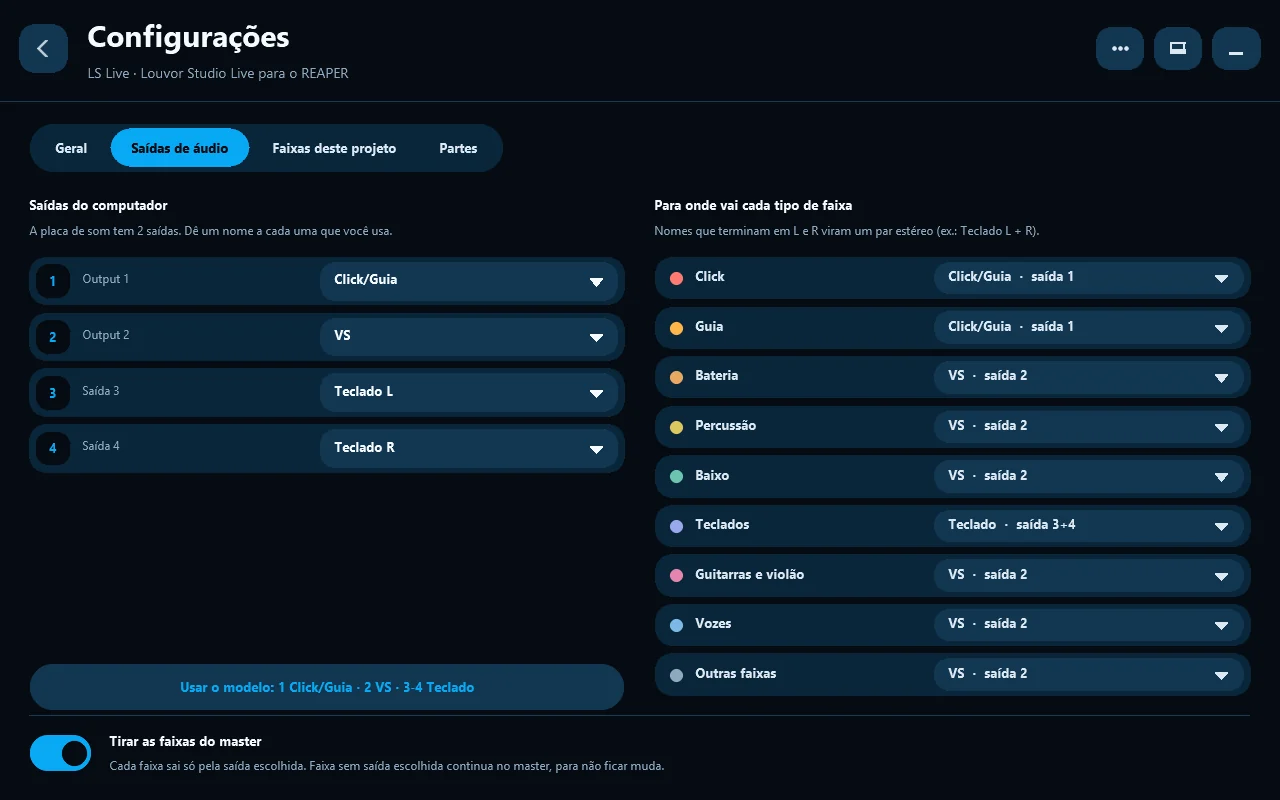 Configurações
LS Live · Louvor Studio Live para o REAPER
Geral
Saídas de áudio
Faixas deste projeto
Partes
Saídas do computador
A placa de som tem 2 saídas. Dê um nome a cada uma que você usa.
1 Output 1 Click/Guia
2 Output 2 VS
3 Saída 3 Teclado L
4 Saída 4 Teclado R
Usar o modelo: 1 Click/Guia · 2 VS · 3-4 Teclado
Para onde vai cada tipo de faixa
Nomes que terminam em L e R viram um par estéreo (ex.: Teclado L + R).
Click Click/Guia · saída 1
Guia Click/Guia · saída 1
Bateria VS · saída 2
Percussão VS · saída 2
Baixo VS · saída 2
Teclados Teclado · saída 3+4
Guitarras e violão VS · saída 2
Vozes VS · saída 2
Outras faixas VS · saída 2
Tirar as faixas do master
Cada faixa sai só pela saída escolhida. Faixa sem saída escolhida continua no master, para não ficar muda.